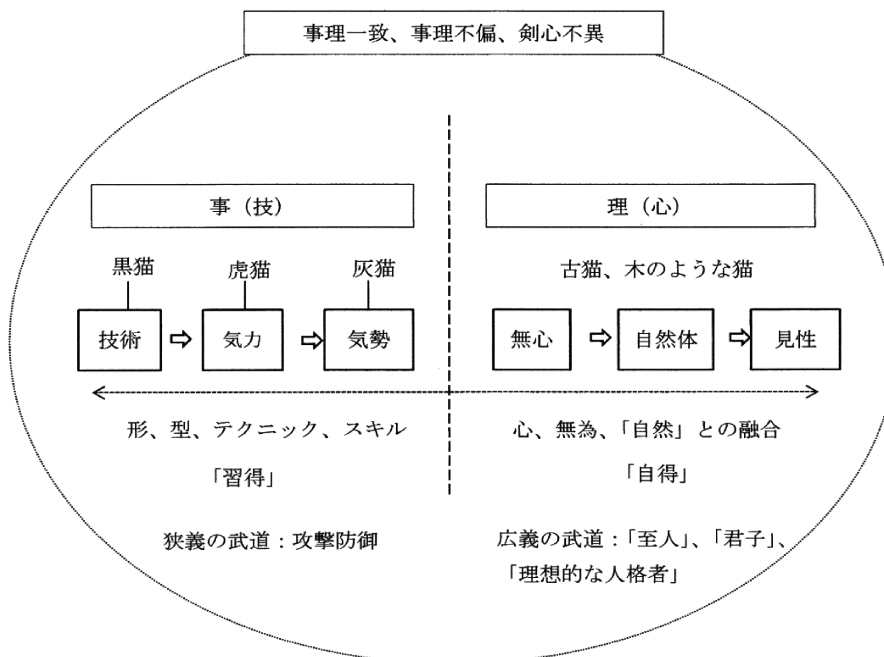 事理一致、事理不偏、剣心不異
事（技）
理（心）
黒猫
虎猫
灰猫
古猫、木のような猫
技術
気力
気勢
無心
自然体
見性
形、型、テクニック、スキル
「習得」
心、無為、「自然」との融合
「自得」
狭義の武道：攻撃防御
広義の武道：「至人」、「君子」、
「理想的な人格者」